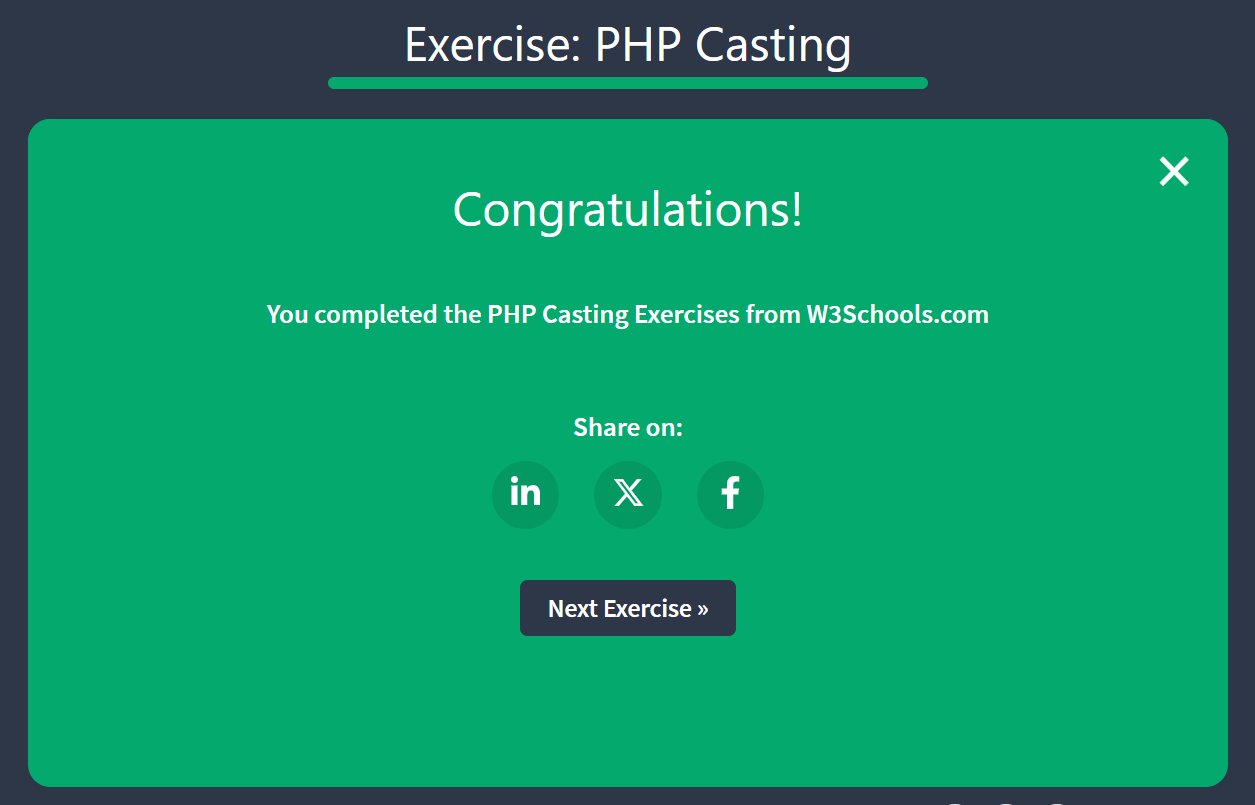 Exercise: PHP Casting
Congratulations!
You completed the PHP Casting Exercises from W3Schools.com
Share on:
in X f
Next Exercise »